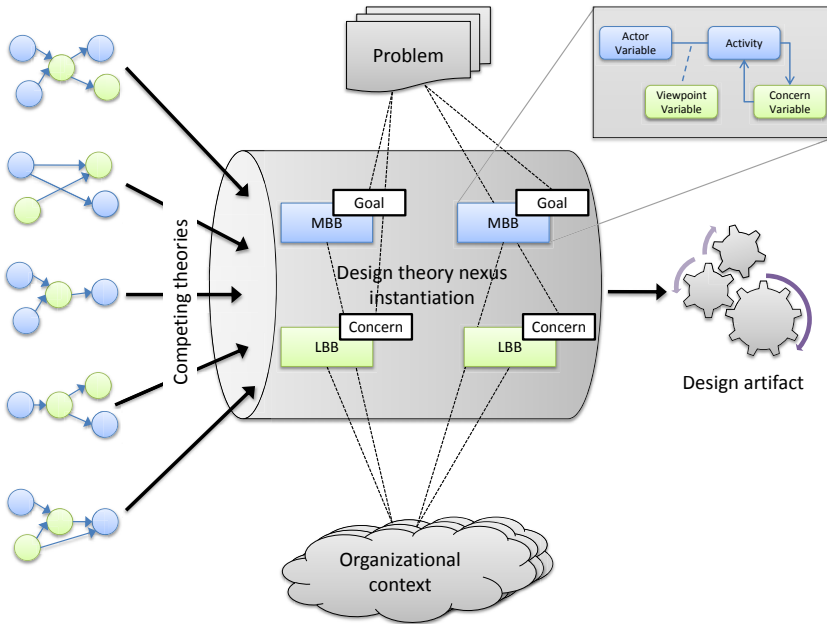 Problem
Actor
Variable
Activity
Viewpoint
Variable
Concern
Variable
Competing theories
Goal
MBB
Goal
MBB
Design theory nexus
instantiation
Concern
LBB
Concern
LBB
Design artifact
Organizational
context